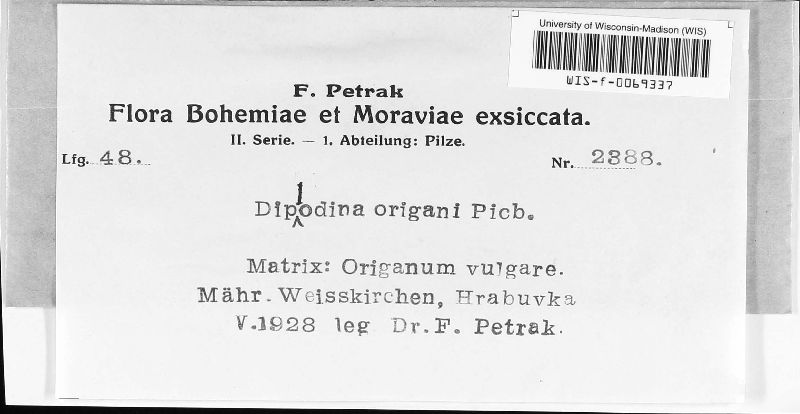 University of Wisconsin-Madison (WIS)
WIS-f-0069337
F. Petrak
Flora Bohemiae et Moraviae exsiccata.
II. Serie. — 1. Abteilung: Pilze.
Lfg. 48.
Nr. 2388.
Diplodina origani Picb.
Matrix: Origanum vulgare.
Mähr. Weisskirchen, Hrabuvka
V.1928 leg Dr. F. Petrak.